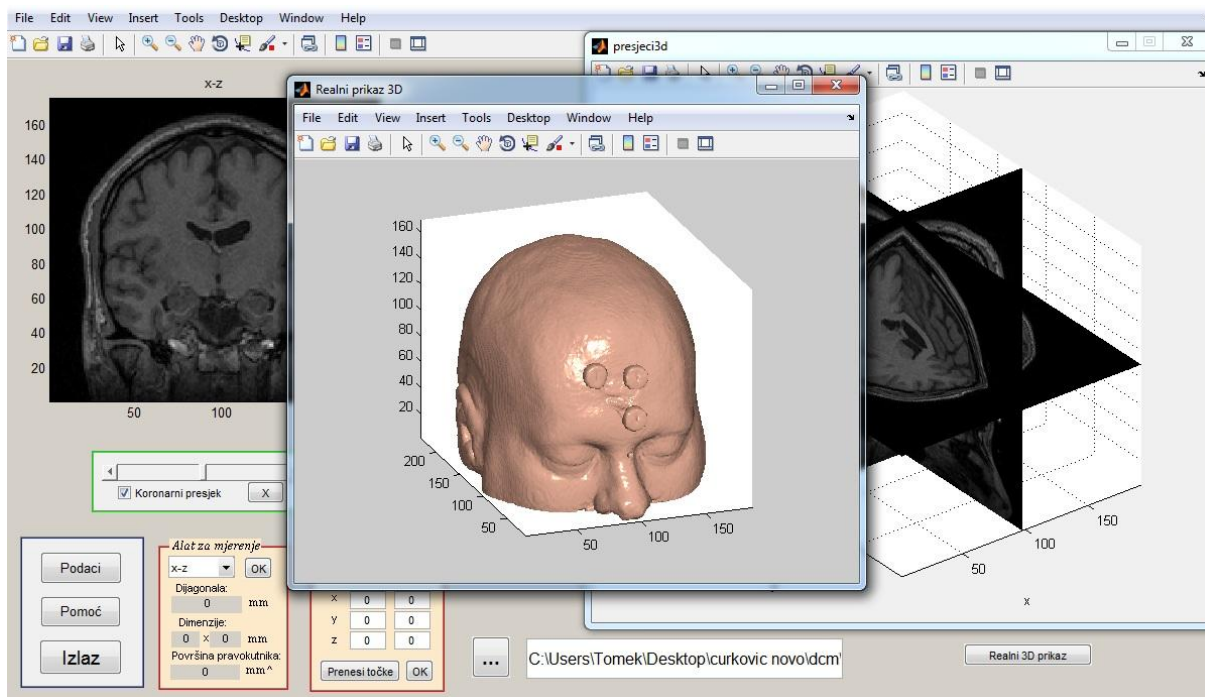 File Edit View Insert Tools Desktop Window Help
presjeci3d
x-z
160
140
120
100
80
60
40
20
50 100
Realni prikaz 3D
File Edit View Insert Tools Desktop Window Help
160
140
120
100
80
60
40
20
200
150
100
50
50
100
150
150
100
50
x
Koronarni presjek X
Podaci
Pomoć
Izlaz
Alat za mjerenje
x-z OK
Dijagonala:
0 mm
Dimenzije:
0 x 0 mm
Površina pravokutnika:
0 mm^
x 0 0
y 0 0
z 0 0
Prenesi točke OK
... C:\Users\Tomek\Desktop\curkovic novo\dcm\
Realni 3D prikaz